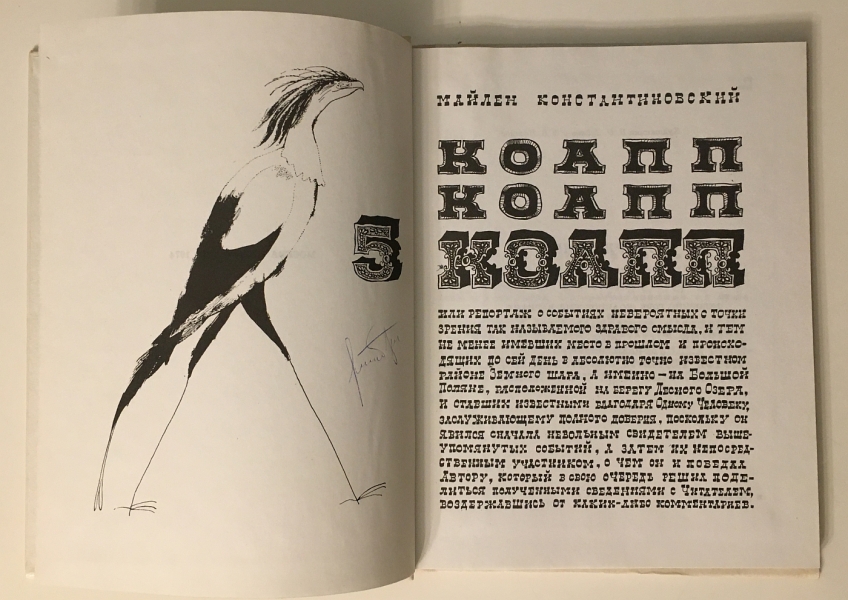 5
МАЙЛЕН КОНСТАНТИНОВСКИЙ
КОАПП
КОАПП
КОАПП
ИЛИ РЕПОРТАЖ О СОБЫТИЯХ НЕВЕРОЯТНЫХ С ТОЧКИ
ЗРЕНИЯ ТАК НАЗЫВАЕМОГО ЗДРАВОГО СМЫСЛА, И ТЕМ
НЕ МЕНЕЕ ИМЕВШИХ МЕСТО В ПРОШЛОМ И ПРОИСХО-
ДЯЩИХ ПО СЕЙ ДЕНЬ В АБСОЛЮТНО ТОЧНО ИЗВЕСТНОМ
РАЙОНЕ ЗЕМНОГО ШАРА, А ИМЕННО — НА БОЛЬШОЙ
ПОЛЯНЕ, РАСПОЛОЖЕННОЙ НА БЕРЕГУ ЛЕСНОГО ОЗЕРА,
И СТАВШИХ ИЗВЕСТНЫМИ БЛАГОДАРЯ ОДНОМУ ЧЕЛОВЕКУ,
ЗАСЛУЖИВАЮЩЕМУ ПОЛНОГО ДОВЕРИЯ, ПОСКОЛЬКУ ОН
ЯВИЛСЯ СНАЧАЛА НЕВОЛЬНЫМ СВИДЕТЕЛЕМ ВЫШЕ-
УПОМЯНУТЫХ СОБЫТИЙ, А ЗАТЕМ ИХ НЕПОСРЕД-
СТВЕННЫМ УЧАСТНИКОМ, О ЧЕМ ОН И ПОВЕДАЛ
АВТОРУ, КОТОРЫЙ В СВОЮ ОЧЕРЕДЬ РЕШИЛ ПОДЕ-
ЛИТЬСЯ ПОЛУЧЕННЫМИ СВЕДЕНИЯМИ С ЧИТАТЕЛЕМ,
ВОЗДЕРЖАВШИСЬ ОТ КАКИХ-ЛИБО КОММЕНТАРИЕВ.